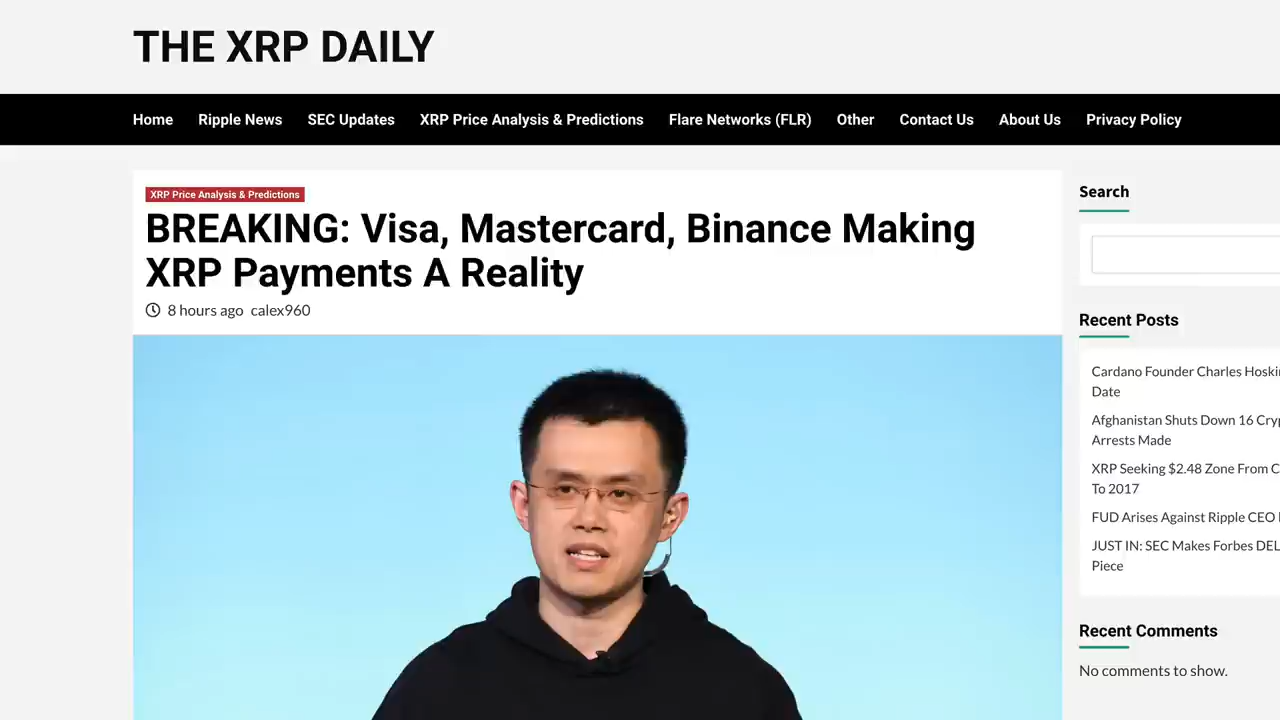 THE XRP DAILY
Home Ripple News SEC Updates XRP Price Analysis & Predictions Flare Networks (FLR) Other Contact Us About Us Privacy Policy
XRP Price Analysis & Predictions
BREAKING: Visa, Mastercard, Binance Making
XRP Payments A Reality
8 hours ago calex960
Search
Recent Posts
Cardano Founder Charles
Date
Afghanistan Shuts Down 16
Arrests Made
XRP Seeking $2.48 Zone From
To 2017
FUD Arises Against Ripple CEO
JUST IN: SEC Makes Forbes
Piece
Recent Comments
No comments to show.